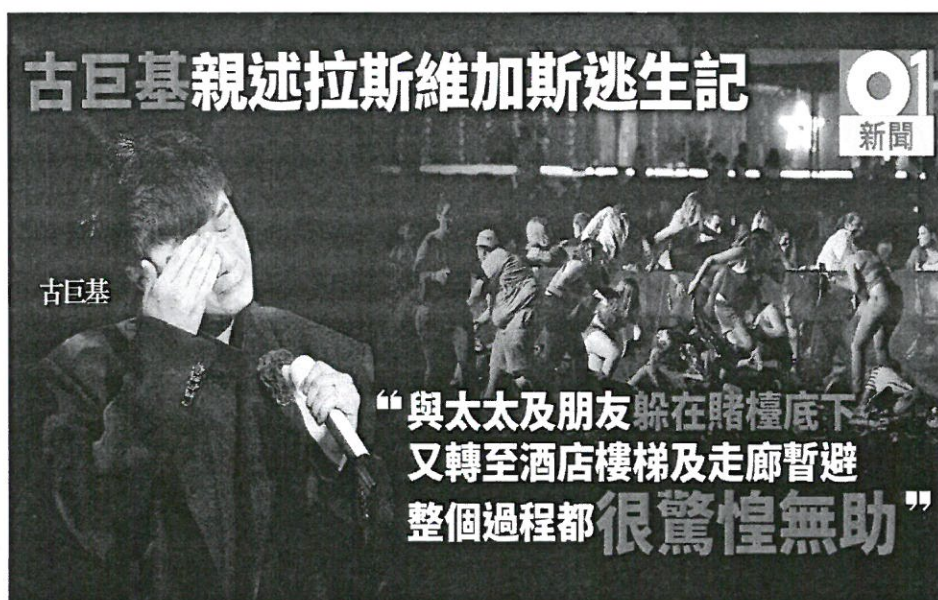 古巨基親述拉斯維加斯逃生記
01
新聞
古巨基
“與太太及朋友躲在賭檯底下
又轉至酒店樓梯及走廊暫避
整個過程都很驚惶無助”